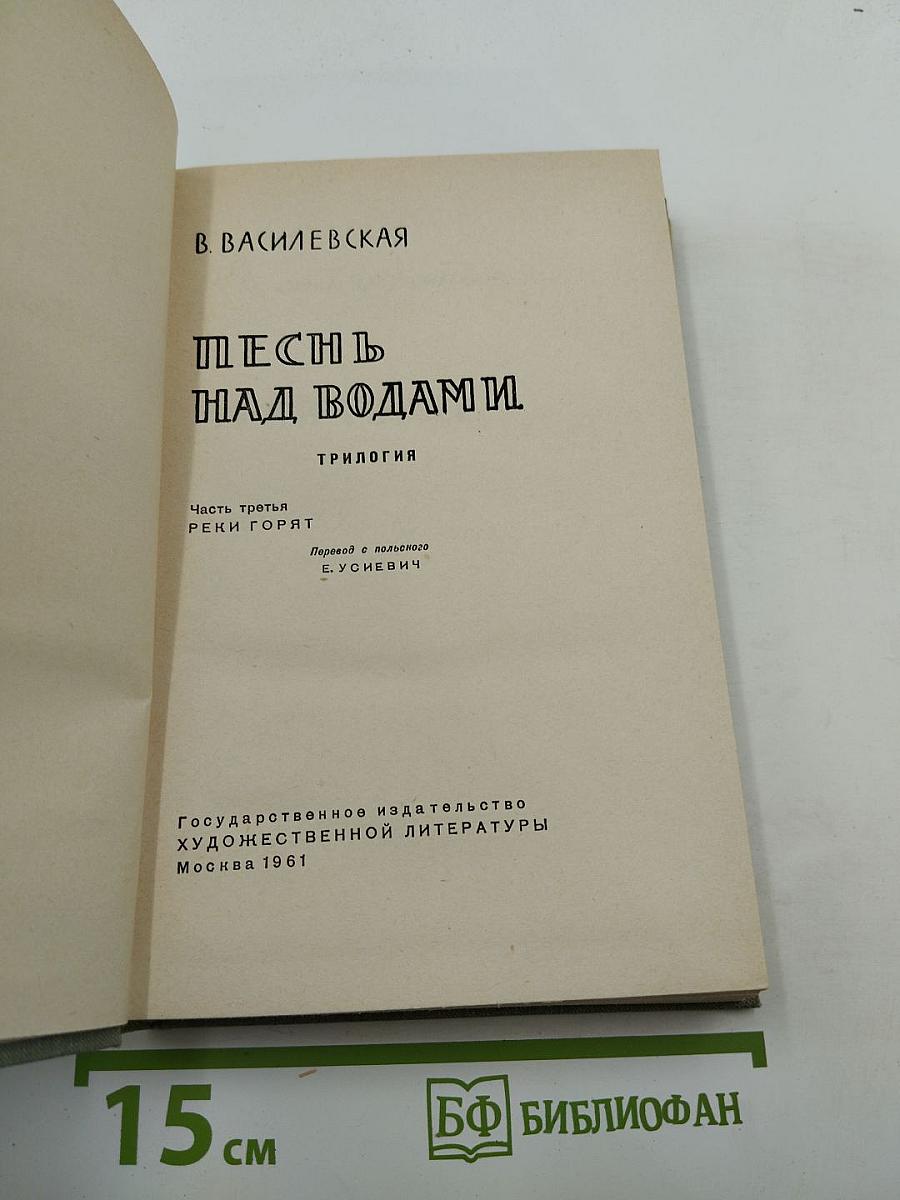 В. ВАСИЛЕВСКАЯ
ПЕСНЬ
НАД ВОДАМИ
ТРИЛОГИЯ
Часть третья
РЕКИ ГОРЯТ
Перевод с польского
Е. УСИЕВИЧ
Государственное издательство
ХУДОЖЕСТВЕННОЙ ЛИТЕРАТУРЫ
Москва 1961
15 см
БФ БИБЛИОФАН